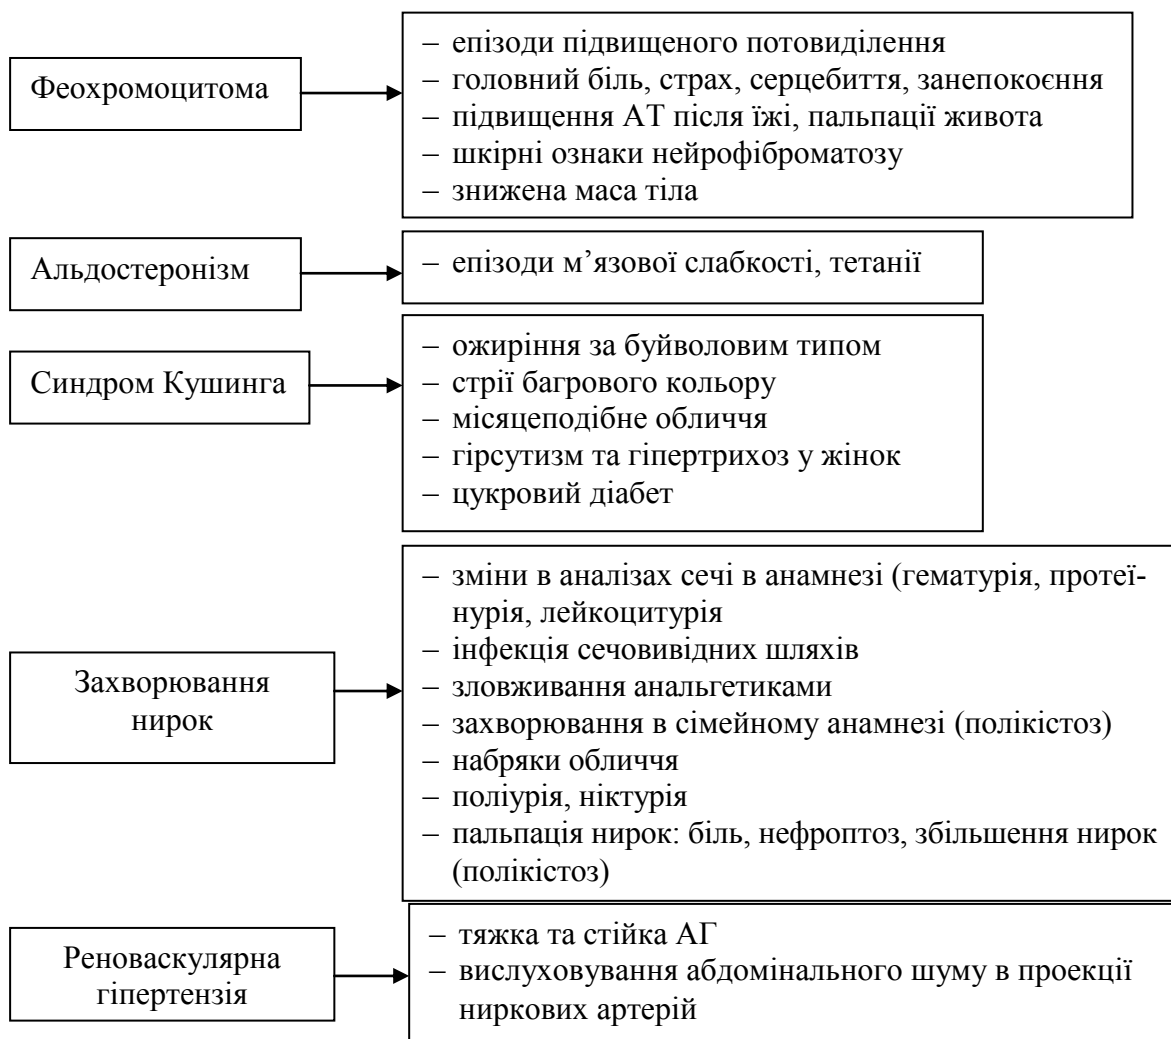 Феохромоцитома
– епізоди підвищеного потовиділення
– головний біль, страх, серцебиття, занепокоєння
– підвищення АТ після їжі, пальпації живота
– шкірні ознаки нейрофіброматозу
– знижена маса тіла
Альдостеронізм
– епізоди м’язової слабкості, тетанії
Синдром Кушинга
– ожиріння за буйволовим типом
– стрії багрового кольору
– місяцеподібне обличчя
– гірсутизм та гіпертрихоз у жінок
– цукровий діабет
Захворювання
нирок
– зміни в аналізах сечі в анамнезі (гематурія, протеї-
нурія, лейкоцитурія
– інфекція сечовивідних шляхів
– зловживання анальгетиками
– захворювання в сімейному анамнезі (полікістоз)
– набряки обличчя
– поліурія, ніктурія
– пальпація нирок: біль, нефроптоз, збільшення нирок
(полікістоз)
Реноваскулярна
гіпертензія
– тяжка та стійка АГ
– вислуховування абдомінального шуму в проекції
ниркових артерій